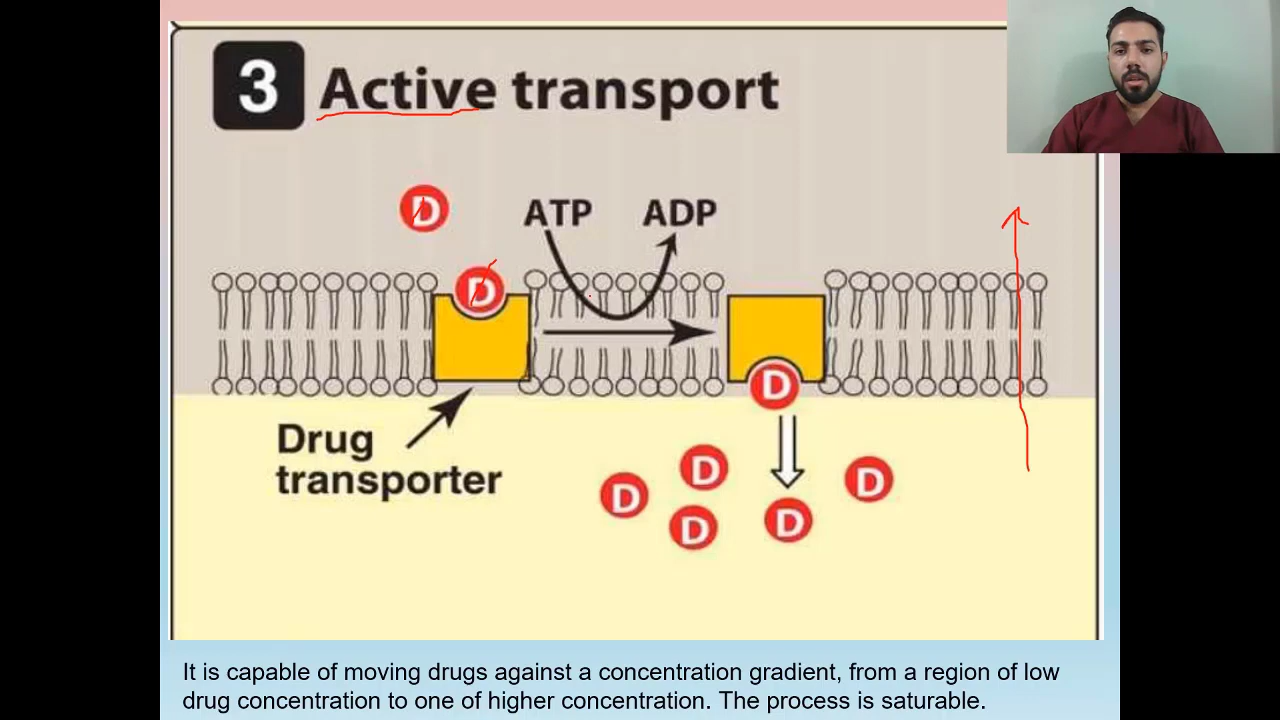 3 Active transport
D
ATP ADP
D
D
Drug
transporter
D
D
D
D
D
It is capable of moving drugs against a concentration gradient, from a region of low
drug concentration to one of higher concentration. The process is saturable.